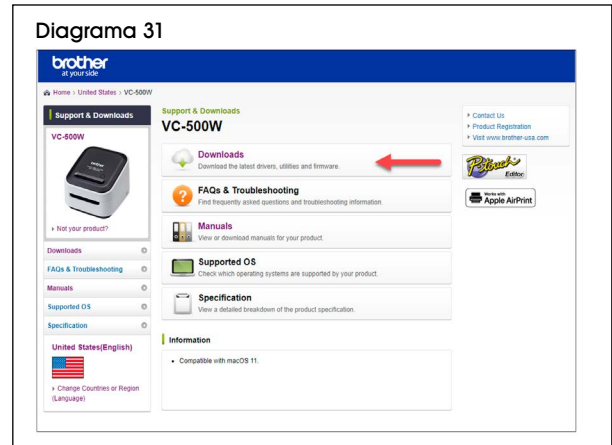 Diagrama 31
brother
at your side
Home > United States > VC-500W
Support & Downloads
VC-500W
Not your product?
Downloads
FAQs & Troubleshooting
Manuals
Supported OS
Specification
United States(English)
Change Countries or Region
(Language)
Support & Downloads
VC-500W
Downloads
Download the latest drivers, utilities and firmware.
FAQs & Troubleshooting
Find frequently asked questions and troubleshooting information.
Manuals
View or download manuals for your product.
Supported OS
Check which operating systems are supported by your product.
Specification
View a detailed breakdown of the product specification.
Information
• Compatible with macOS 11.
Contact Us
Product Registration
Visit www.brother-usa.com
P-touch
Editor
Works with
Apple AirPrint